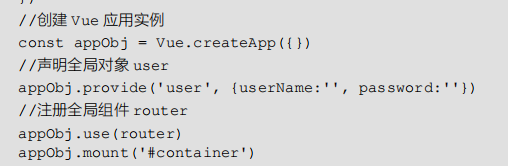 })
//创建 Vue 应用实例
const appObj = Vue.createApp({})
//声明全局对象 user
appObj.provide('user', {userName:'', password:''})
//注册全局组件 router
appObj.use(router)
appObj.mount('#container')